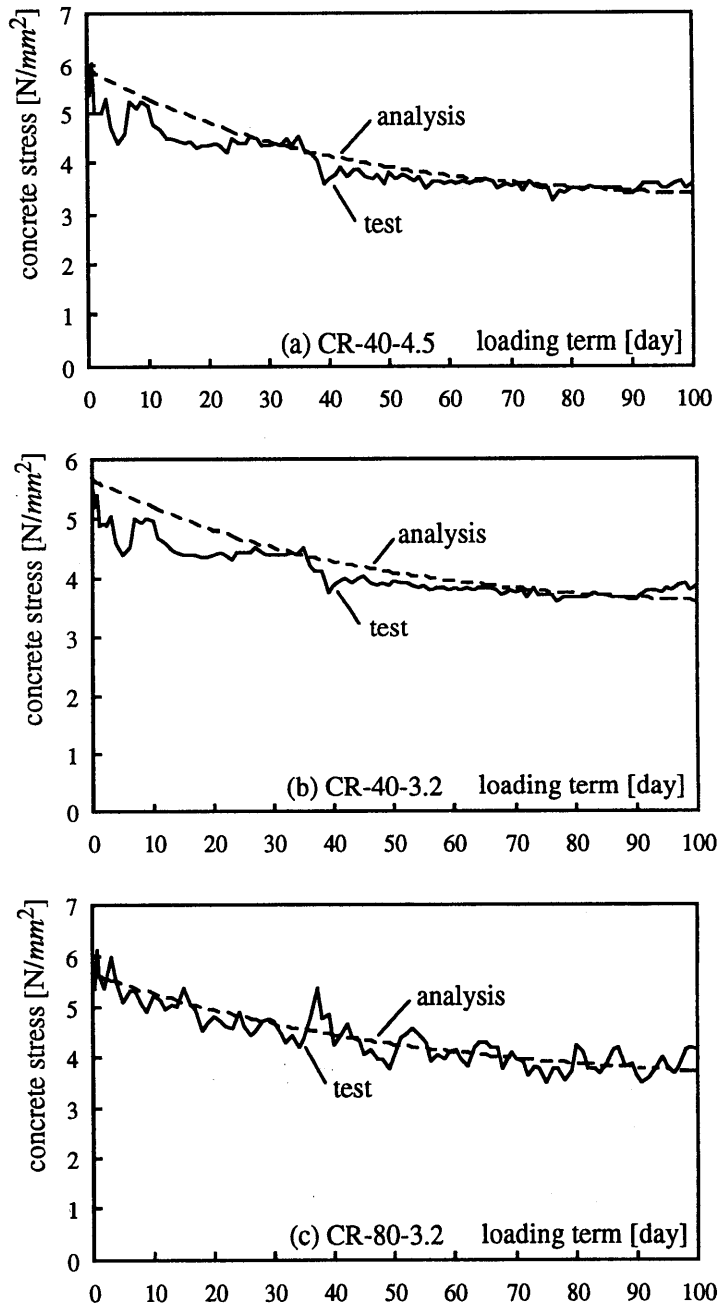 concrete stress [N/mm²]
7
6
5
4
3
2
1
0
analysis
test
(a) CR-40-4.5 loading term [day]
0 10 20 30 40 50 60 70 80 90 100
concrete stress [N/mm²]
6
5
4
3
2
1
0
analysis
test
(b) CR-40-3.2 loading term [day]
0 10 20 30 40 50 60 70 80 90 100
concrete stress [N/mm²]
7
6
5
4
3
2
1
0
analysis
test
(c) CR-80-3.2 loading term [day]
0 10 20 30 40 50 60 70 80 90 100